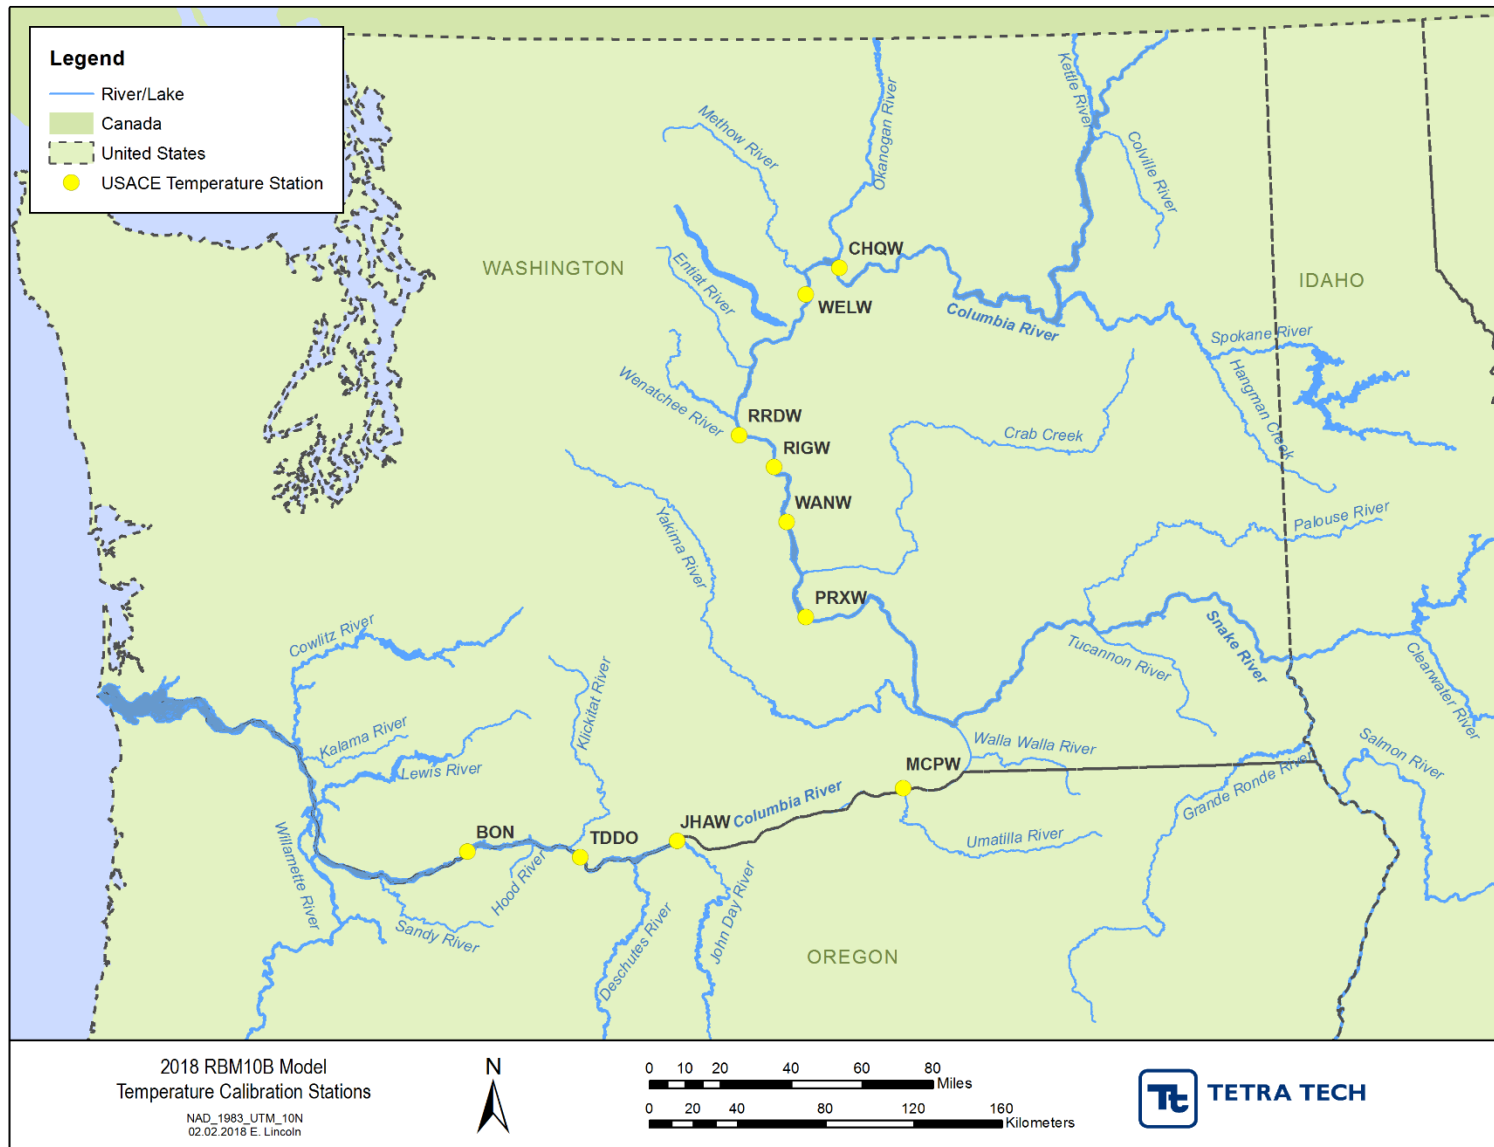 Legend
River/Lake
Canada
United States
USACE Temperature Station
Methow River
Okanogan River
Kettle River
Colville River
WASHINGTON
CHQW
IDAHO
Entiat River
WELW
Columbia River
Spokane River
Hangman Creek
Wenatchee River
RRDW
Crab Creek
RIGW
WANW
Yakima River
Palouse River
PRXW
Cowlitz River
Snake River
Tucannon River
Clearwater River
Klickitat River
Kalama River
Walla Walla River
Salmon River
Lewis River
MCPW
Grande Ronde River
Columbia River
JHAW
BON
TDDO
Umatilla River
Willamette River
Hood River
John Day River
Sandy River
Deschutes River
OREGON
2018 RBM10B Model
Temperature Calibration Stations
NAD_1983_UTM_10N
02.02.2018 E. Lincoln
N
0 10 20 40 60 80
Miles
0 20 40 80 120 160
Kilometers
Tt
TETRA TECH